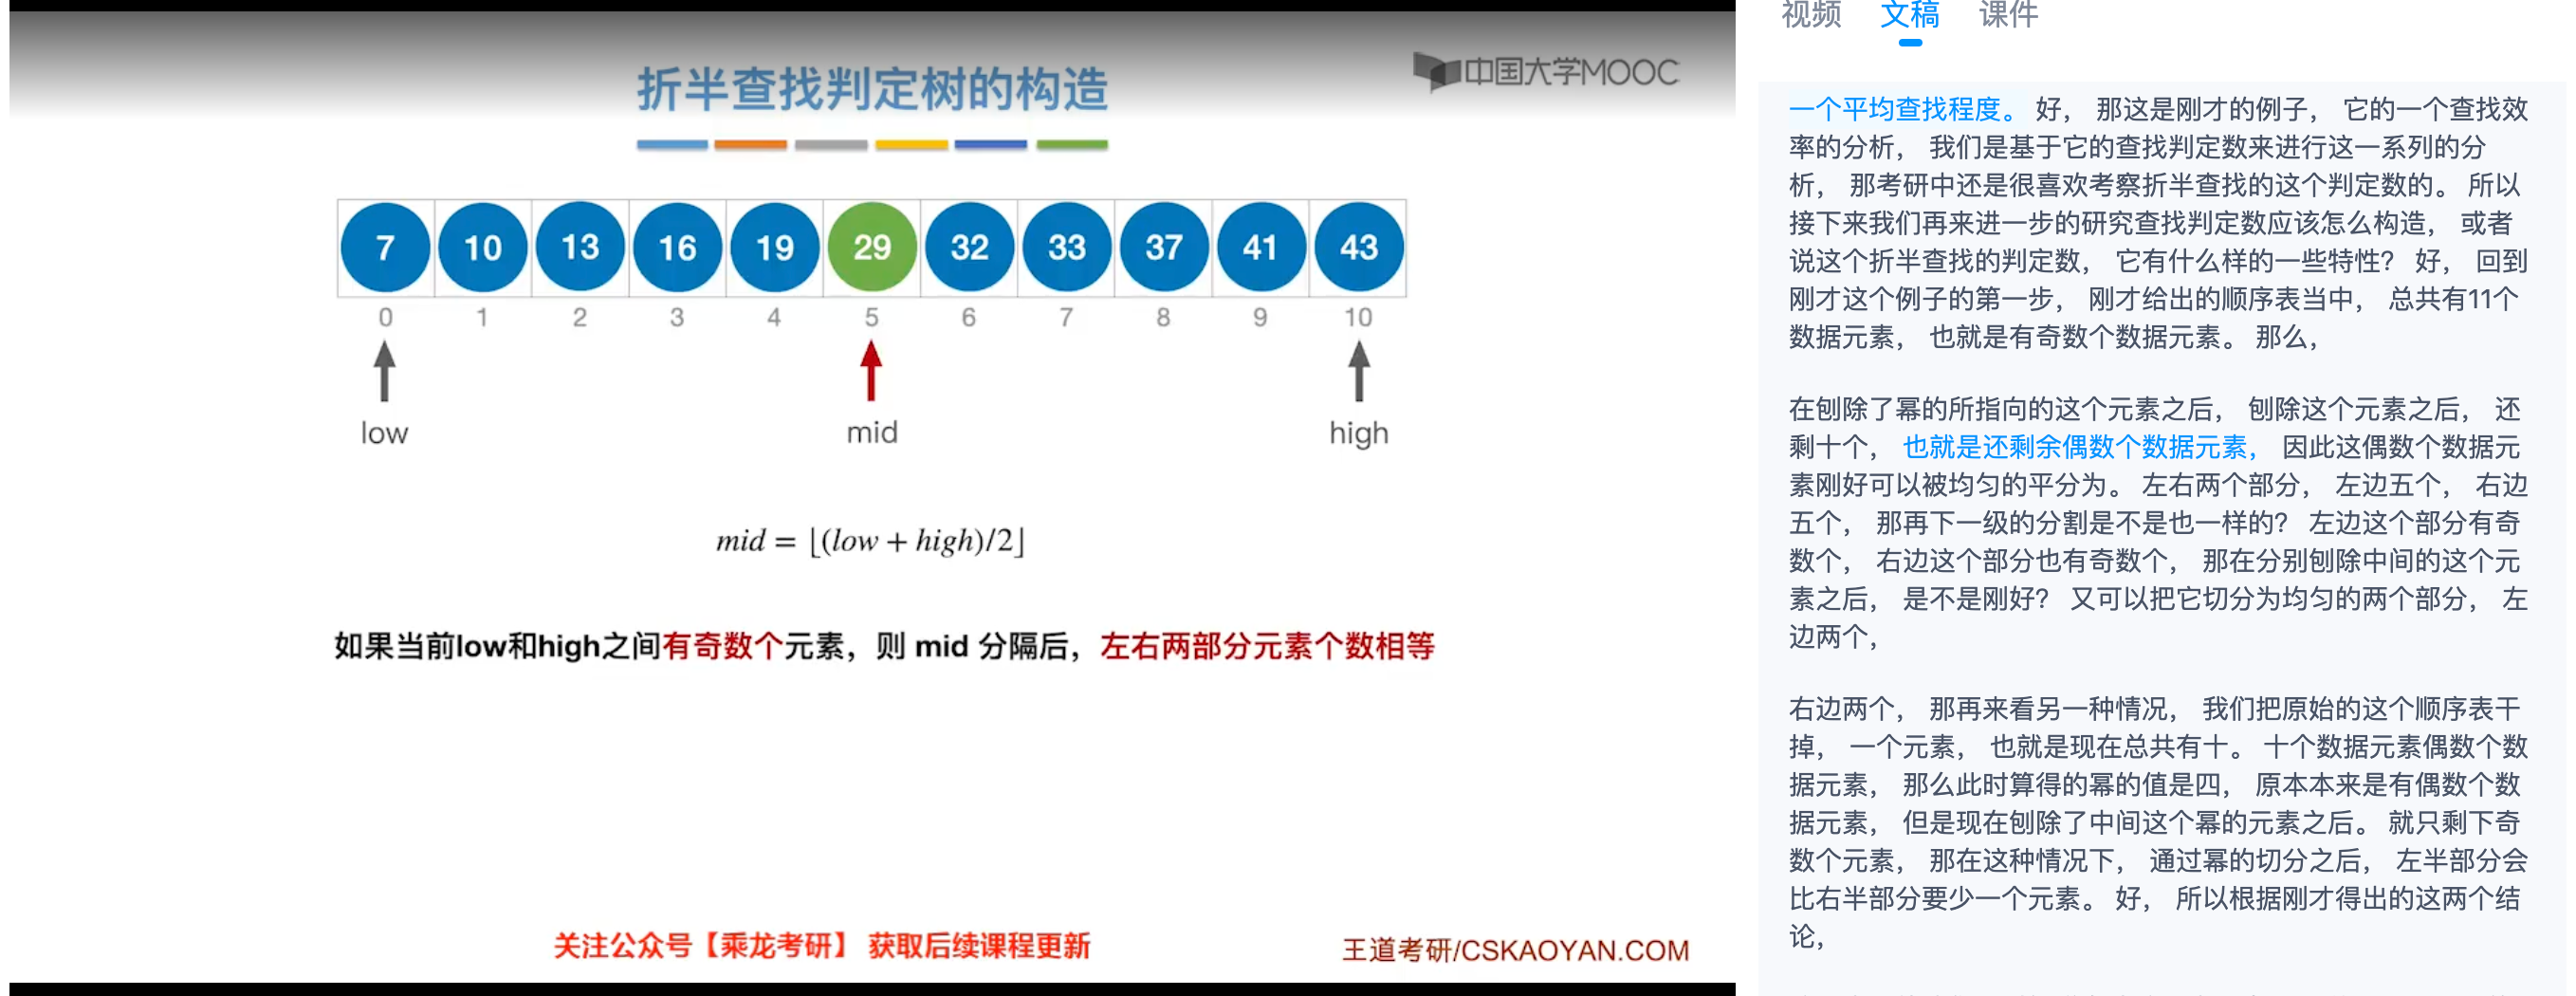 折半查找判定树的构造
中国大学MOOC
7 10 13 16 19 29 32 33 37 41 43
0 1 2 3 4 5 6 7 8 9 10
low mid high
mid = ⌊(low + high)/2⌋
如果当前low和high之间有奇数个元素，则 mid 分隔后，左右两部分元素个数相等
关注公众号【乘龙考研】 获取后续课程更新
王道考研/CSKAOYAN.COM
视频 文稿 课件
一个平均查找程度。 好， 那这是刚才的例子， 它的一个查找效
率的分析， 我们是基于它的查找判定数来进行这一系列的分
析， 那考研中还是很喜欢考察折半查找的这个判定数的。 所以
接下来我们再来进一步的研究查找判定数应该怎么构造， 或者
说这个折半查找的判定数， 它有什么样的一些特性？ 好， 回到
刚才这个例子的第一步， 刚才给出的顺序表当中， 总共有11个
数据元素， 也就是有奇数个数据元素。 那么，
在刨除了幂的所指向的这个元素之后， 刨除这个元素之后， 还
剩十个， 也就是还剩余偶数个数据元素， 因此这偶数个数据元
素刚好可以被均匀的平分为。 左右两个部分， 左边五个， 右边
五个， 那再下一级的分割是不是也一样的？ 左边这个部分有奇
数个， 右边这个部分也有奇数个， 那在分别刨除中间的这个元
素之后， 是不是刚好？ 又可以把它切分为均匀的两个部分， 左
边两个，
右边两个， 那再来看另一种情况， 我们把原始的这个顺序表干
掉， 一个元素， 也就是现在总共有十。 十个数据元素偶数个数
据元素， 那么此时算得的幂的值是四， 原本本来是有偶数个数
据元素， 但是现在刨除了中间这个幂的元素之后。 就只剩下奇
数个元素， 那在这种情况下， 通过幂的切分之后， 左半部分会
比右半部分要少一个元素。 好， 所以根据刚才得出的这两个结
论，